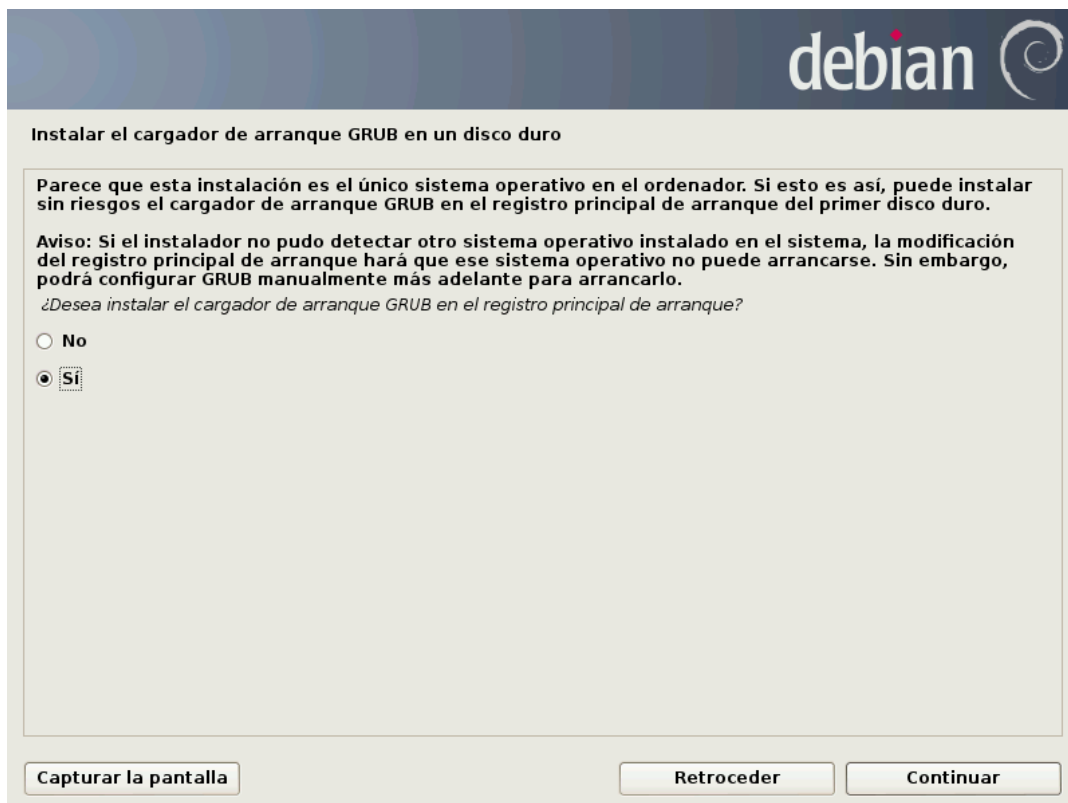 debian
Instalar el cargador de arranque GRUB en un disco duro
Parece que esta instalación es el único sistema operativo en el ordenador. Si esto es así, puede instalar
sin riesgos el cargador de arranque GRUB en el registro principal de arranque del primer disco duro.
Aviso: Si el instalador no pudo detectar otro sistema operativo instalado en el sistema, la modificación
del registro principal de arranque hará que ese sistema operativo no puede arrancarse. Sin embargo,
podrá configurar GRUB manualmente más adelante para arrancarlo.
¿Desea instalar el cargador de arranque GRUB en el registro principal de arranque?
No
Sí
Capturar la pantalla
Retroceder
Continuar